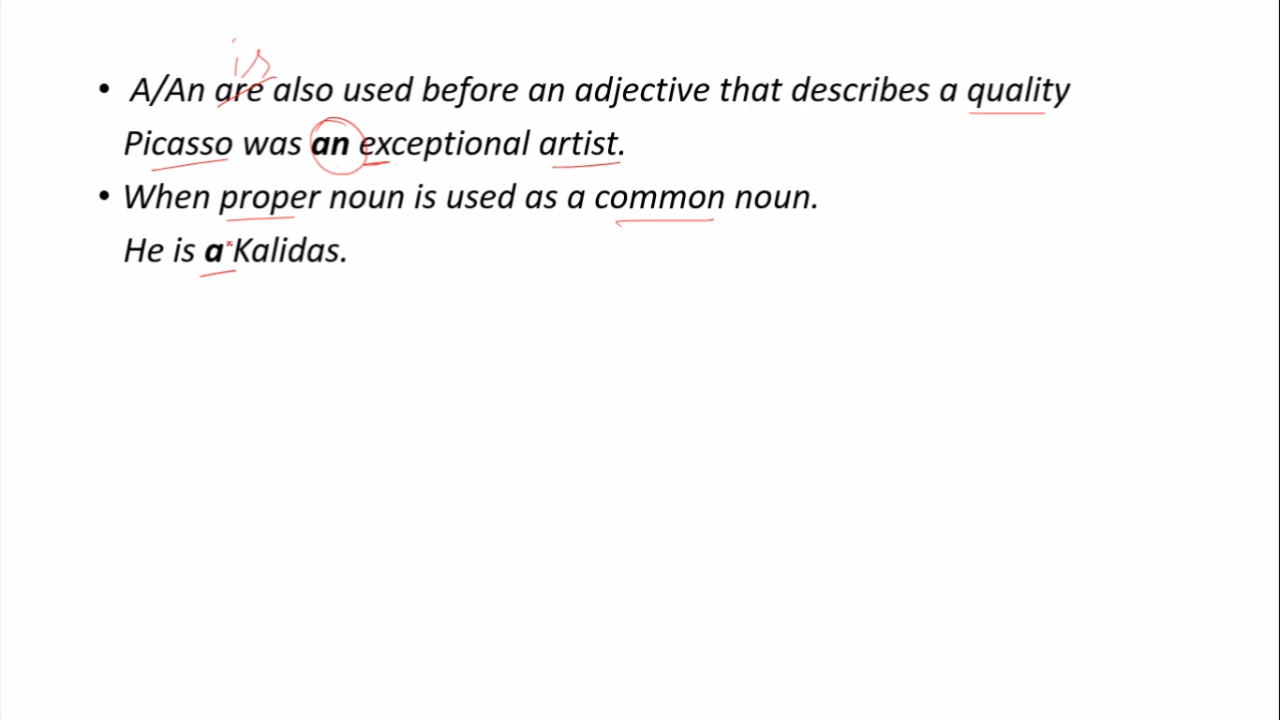 is
• A/An are also used before an adjective that describes a quality
Picasso was an exceptional artist.
• When proper noun is used as a common noun.
He is a Kalidas.